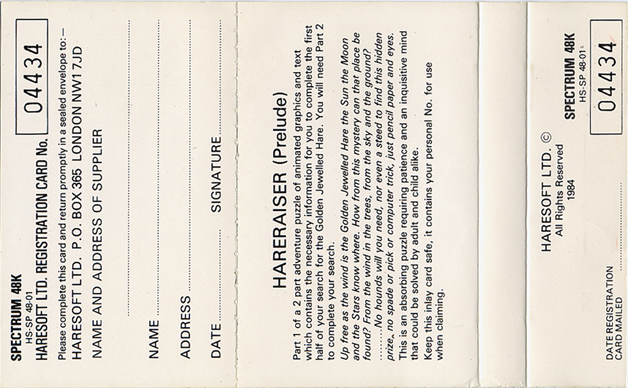 SPECTRUM 48K
HS-SP 48-01
HARESOFT LTD. REGISTRATION CARD No.
04434
Please complete this card and return promptly in a sealed envelope to:—
HARESOFT LTD. P.O. BOX 365 LONDON NW1 7JD
NAME AND ADDRESS OF SUPPLIER
NAME
ADDRESS
DATE SIGNATURE
HARERAISER (Prelude)
Part 1 of a 2 part adventure puzzle of animated graphics and text
which contains the necessary information for you to complete the first
half of your search for the Golden Jewelled Hare. You will need Part 2
to complete your search.
Up free as the wind is the Golden Jewelled Hare the Sun the Moon
and the Stars know where. How from this mystery can that place be
found? From the wind in the trees, from the sky and the ground?
.........No hounds will you need, nor even a steed to find this hidden
prize, no spade or pick or computer trick, just pencil paper and eyes.
This is an absorbing puzzle requiring patience and an inquisitive mind
that could be solved by adult and child alike.
Keep this inlay card safe, it contains your personal No. for use
when claiming.
HARESOFT LTD. ©
All Rights Reserved
1984
SPECTRUM 48K
HS-SP 48-01
04434
DATE REGISTRATION
CARD MAILED